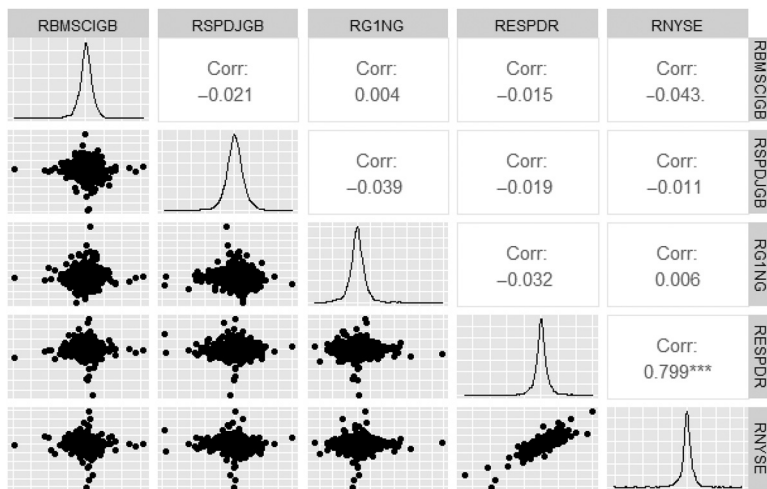 RBMSCIGB RSPDJGB RG1NG RESPDR RNYSE
Corr: Corr: Corr: Corr:
−0.021 0.004 −0.015 −0.043.
RBMSCIGB
Corr: Corr: Corr:
−0.039 −0.019 −0.011
RSPDJGB
Corr: Corr:
−0.032 0.006
RG1NG
Corr:
0.799***
RESPDR
RNYSE